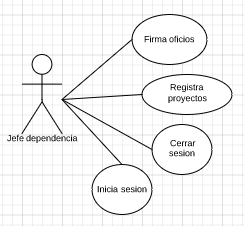 Firma oficios
Registra
proyectos
Jefe dependencia
Cerrar
sesion
Inicia sesion